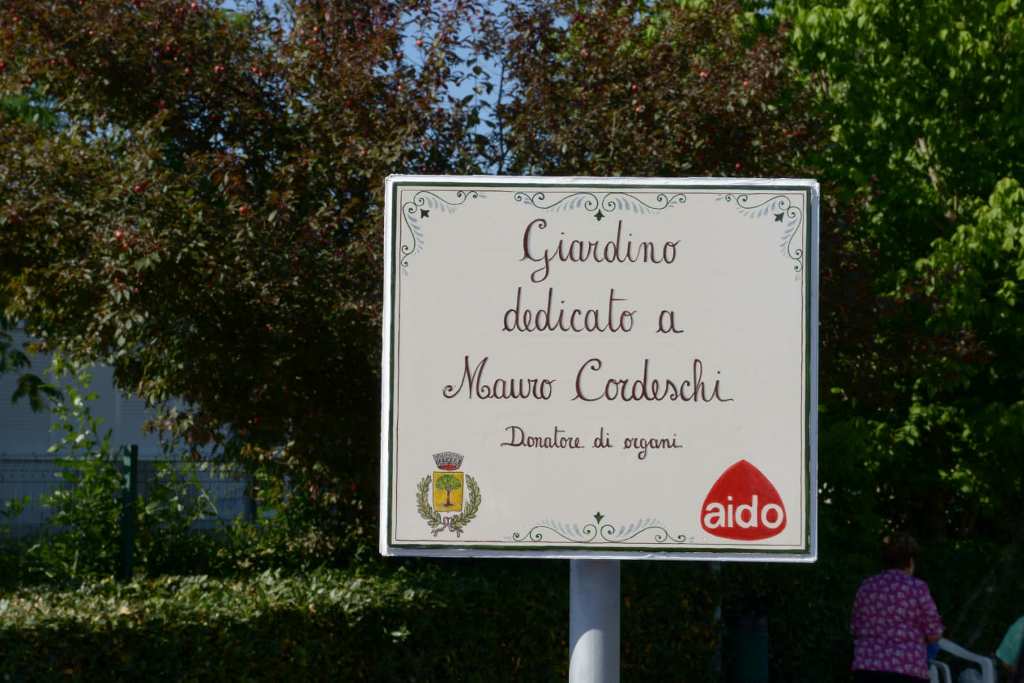 Giardino
dedicato a
Mauro Cordeschi
Donatore di organi
aido